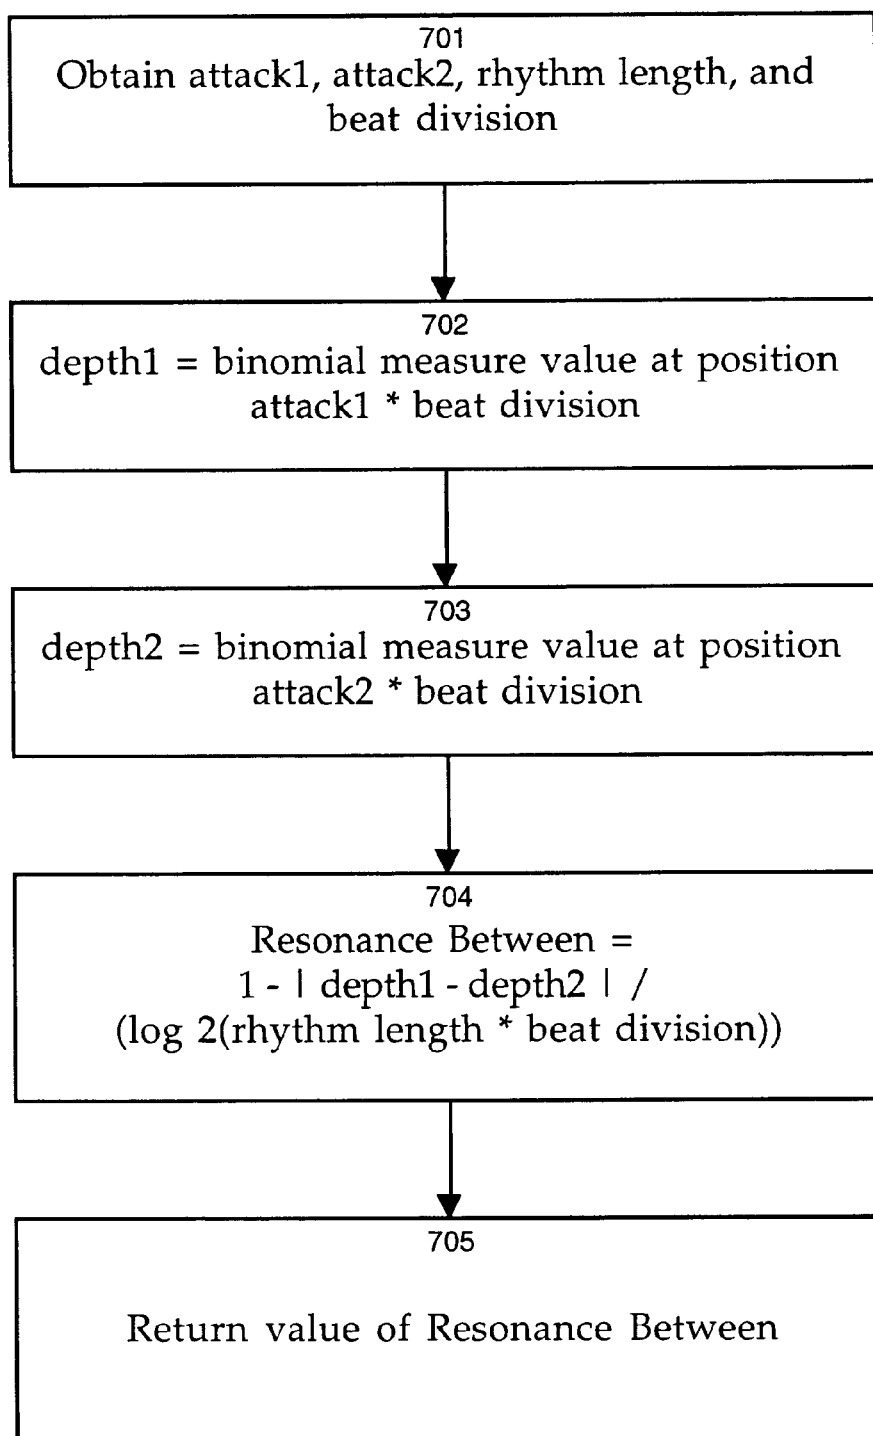 701
Obtain attack1, attack2, rhythm length, and
beat division
702
depth1 = binomial measure value at position
attack1 * beat division
703
depth2 = binomial measure value at position
attack2 * beat division
704
Resonance Between =
1 - | depth1 - depth2 | /
(log 2(rhythm length * beat division))
705
Return value of Resonance Between